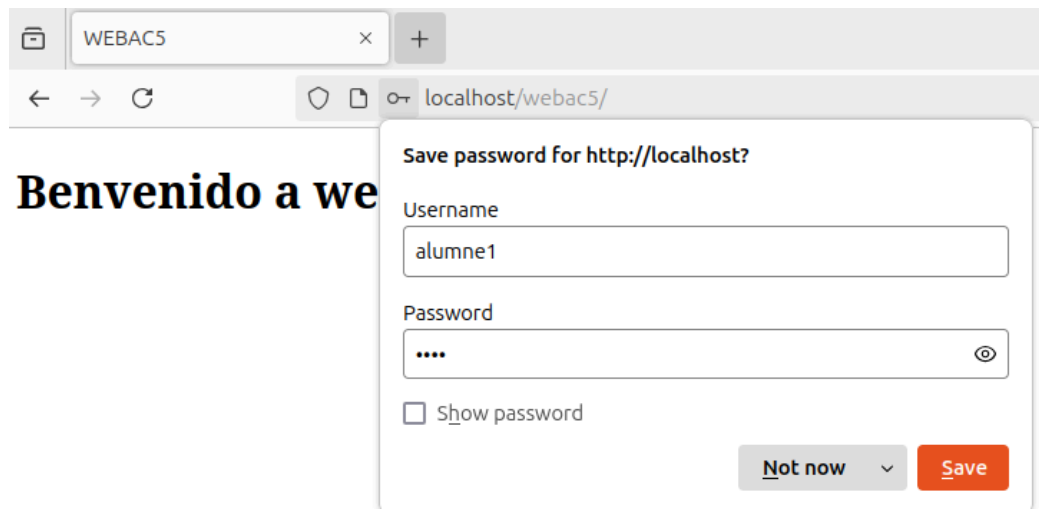 WEBAC5
localhost/webac5/
Save password for http://localhost?
Benvenido a we
Username
alumne1
Password
••••
Show password
Not now
Save